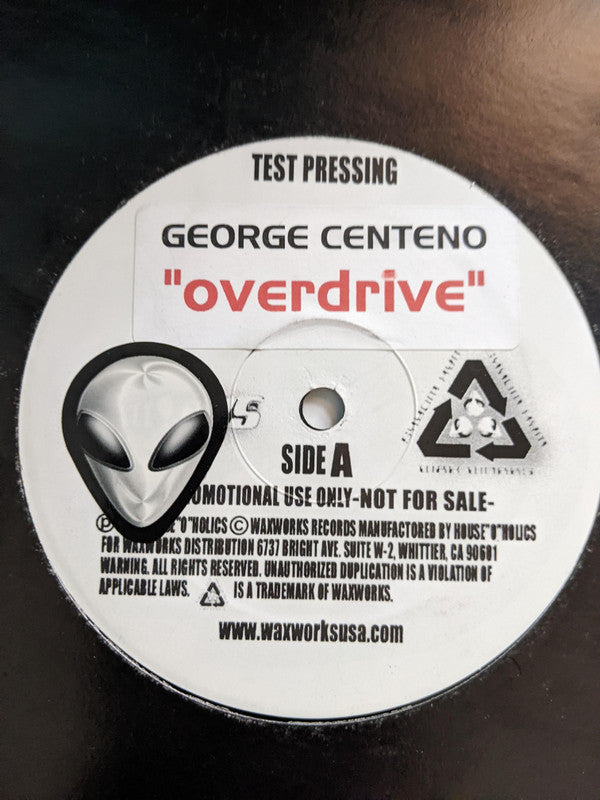 TEST PRESSING
GEORGE CENTENO
"overdrive"
SIDE A
OMOTIONAL USE ONLY-NOT FOR SALE-
Ⓟ "O"HOLICS © WAXWORKS RECORDS MANUFACTORED BY HOUSE"O"HOLICS
FOR WAXWORKS DISTRIBUTION 6737 BRIGHT AVE. SUITE W-2, WHITTIER, CA 90601
WARNING. ALL RIGHTS RESERVED. UNAUTHORIZED DUPLICATION IS A VIOLATION OF
APPLICABLE LAWS. IS A TRADEMARK OF WAXWORKS.
www.waxworksusa.com